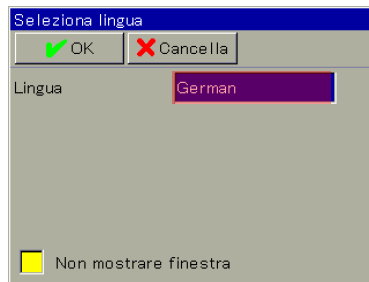 Seleziona lingua
OK Cancella
Lingua German
Non mostrare finestra